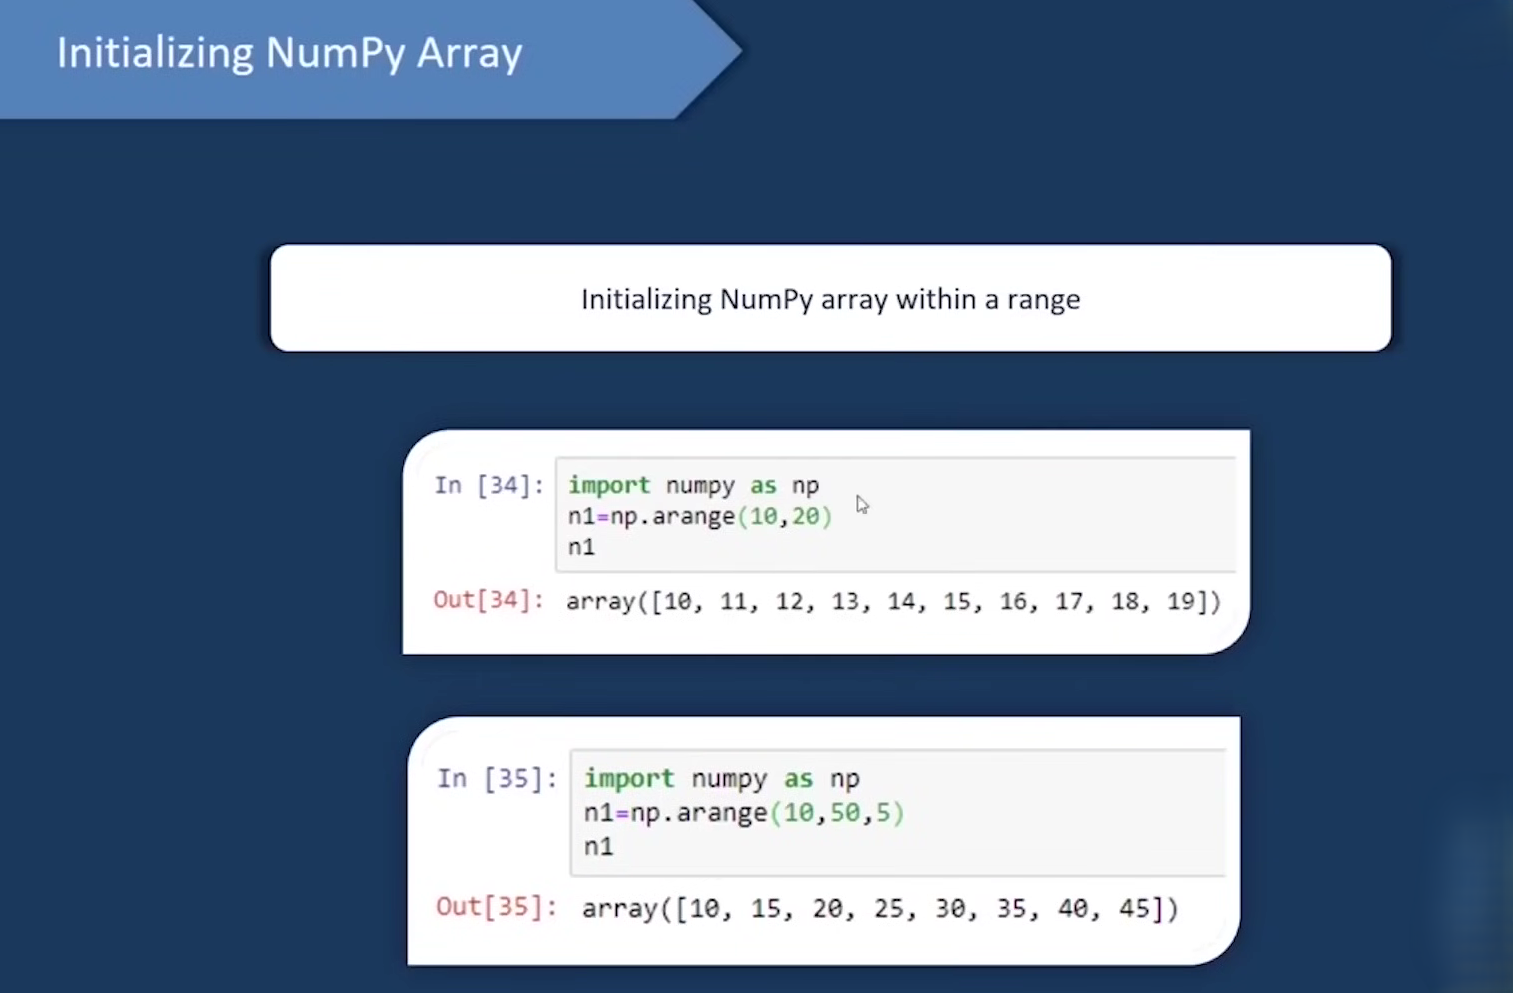 Initializing NumPy Array
Initializing NumPy array within a range
In [34]: import numpy as np
n1=np.arange(10,20)
n1
Out[34]: array([10, 11, 12, 13, 14, 15, 16, 17, 18, 19])
In [35]: import numpy as np
n1=np.arange(10,50,5)
n1
Out[35]: array([10, 15, 20, 25, 30, 35, 40, 45])